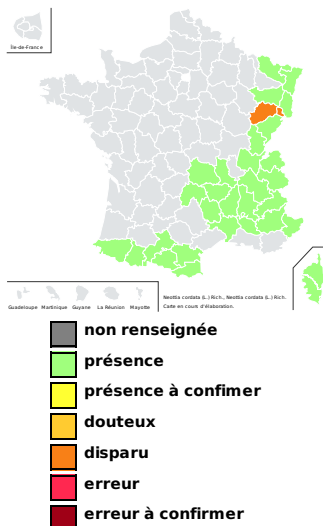 Île-de-France
Guadeloupe Martinique Guyane La Réunion Mayotte
Neottia cordata (L.) Rich., Neottia cordata (L.) Rich.
Carte en cours d'élaboration.
non renseignée
présence
présence à confimer
douteux
disparu
erreur
erreur à confirmer